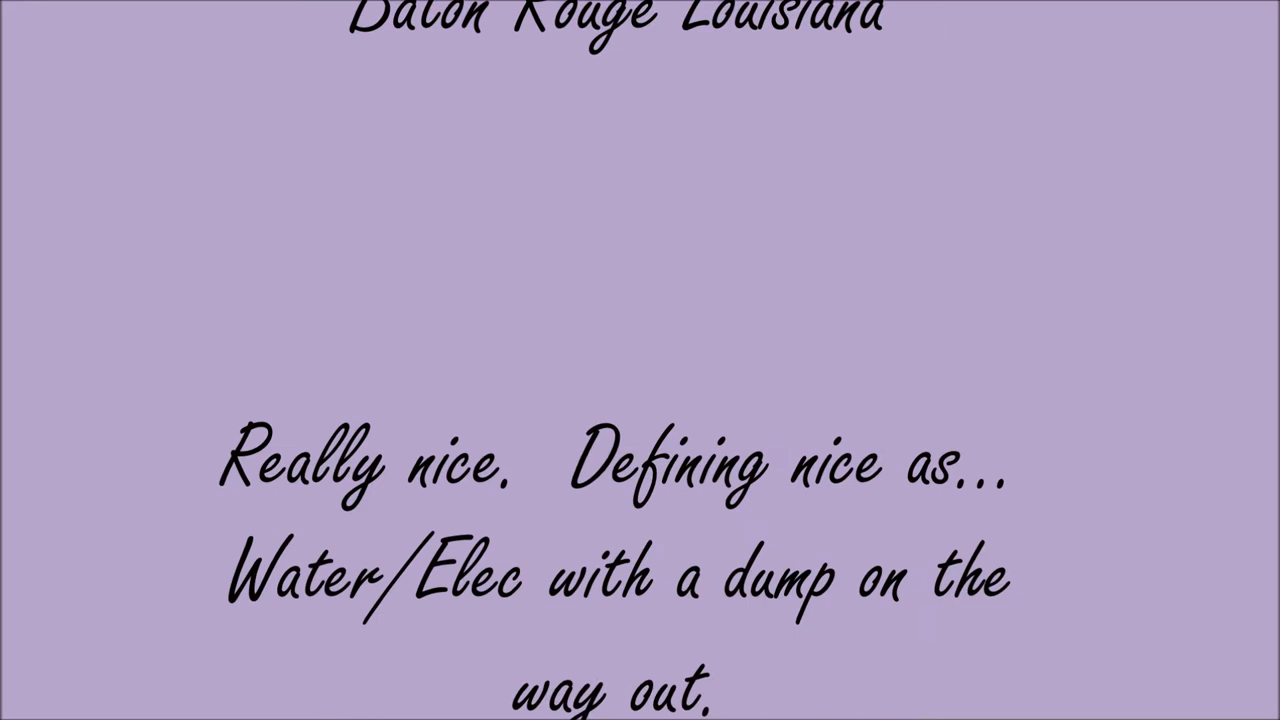 Baton Rouge Louisiana
Really nice. Defining nice as...
Water/Elec with a dump on the
way out.